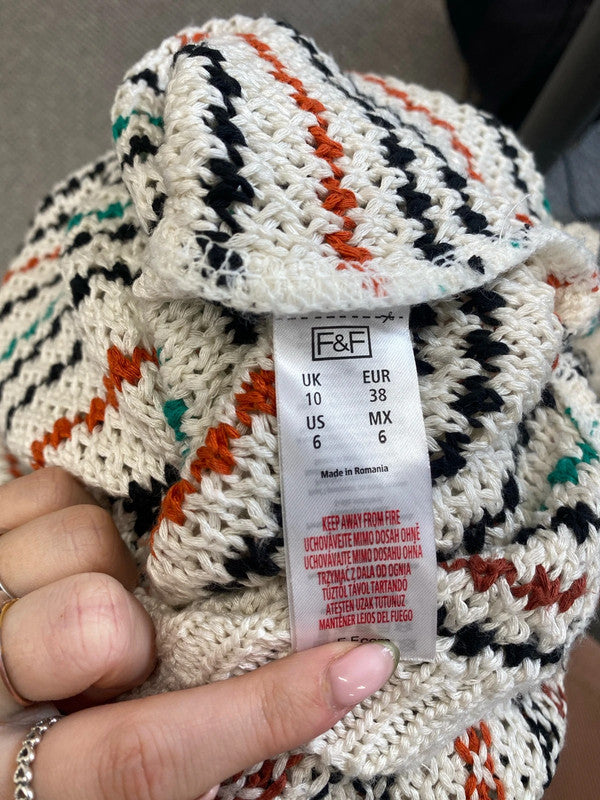 F&F
UK EUR
10 38
US MX
6 6
Made in Romania
KEEP AWAY FROM FIRE
UCHOVÁVEJTE MIMO DOSAH OHNĚ
UCHOVÁVAJTE MIMO DOSAHU OHŇA
TRZYMAĆ Z DALA OD OGNIA
TŰZTŐL TÁVOL TARTANDÓ
ATEŞTEN UZAK TUTUNUZ
MANTENER LEJOS DEL FUEGO